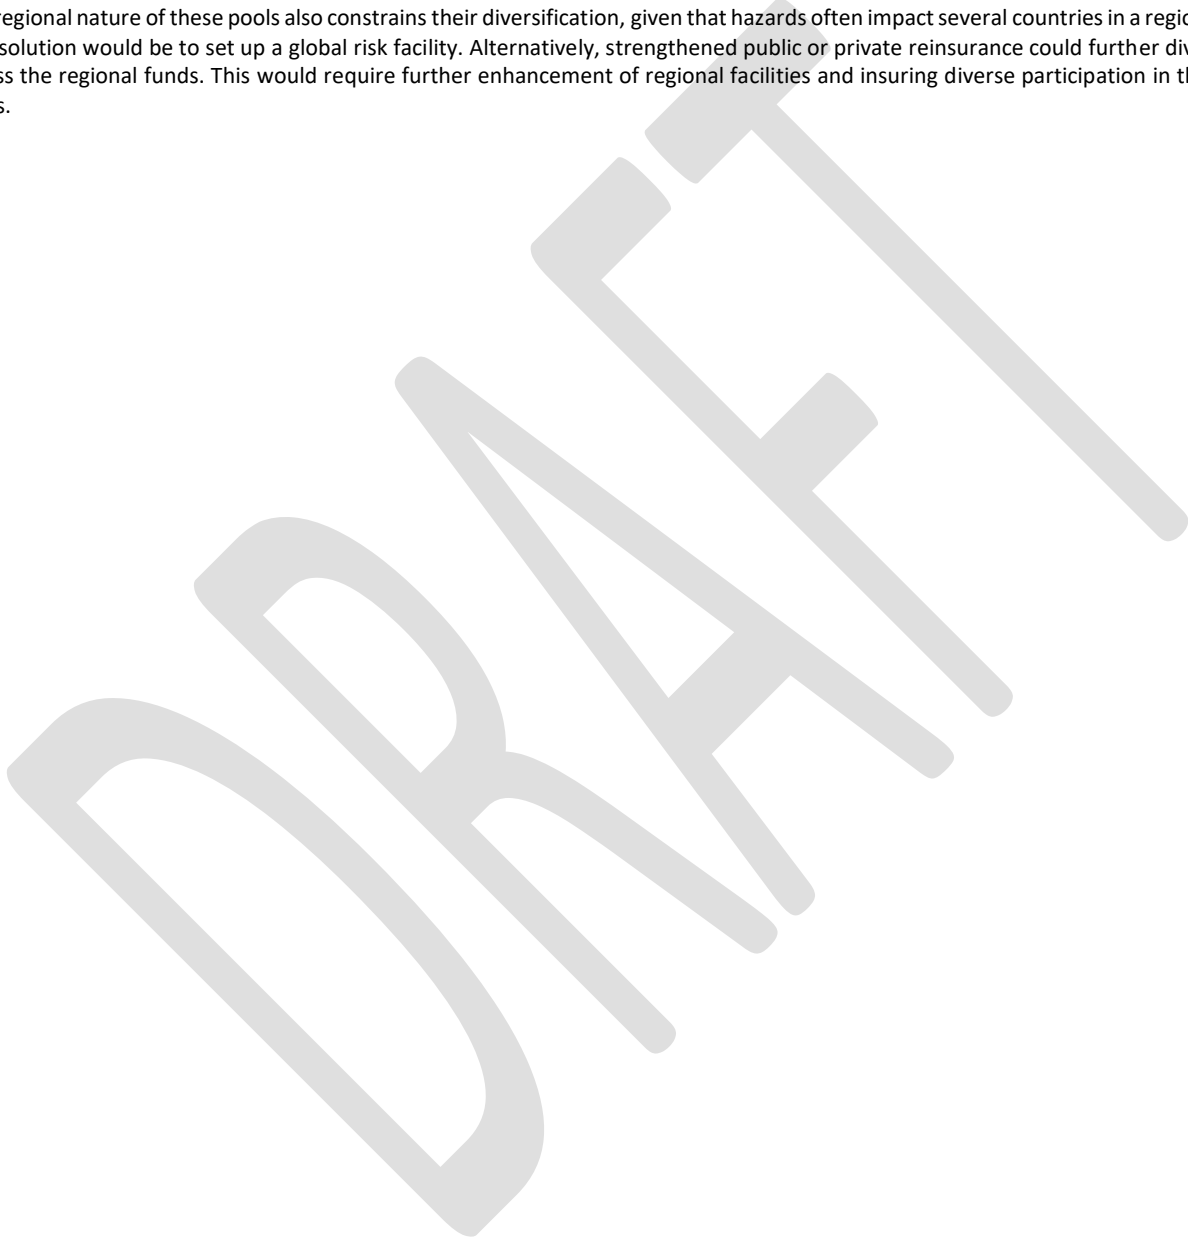 regional nature of these pools also constrains their diversification, given that hazards often impact several countries in a regio
solution would be to set up a global risk facility. Alternatively, strengthened public or private reinsurance could further div
ss the regional funds. This would require further enhancement of regional facilities and insuring diverse participation in th
s.
DRAFT